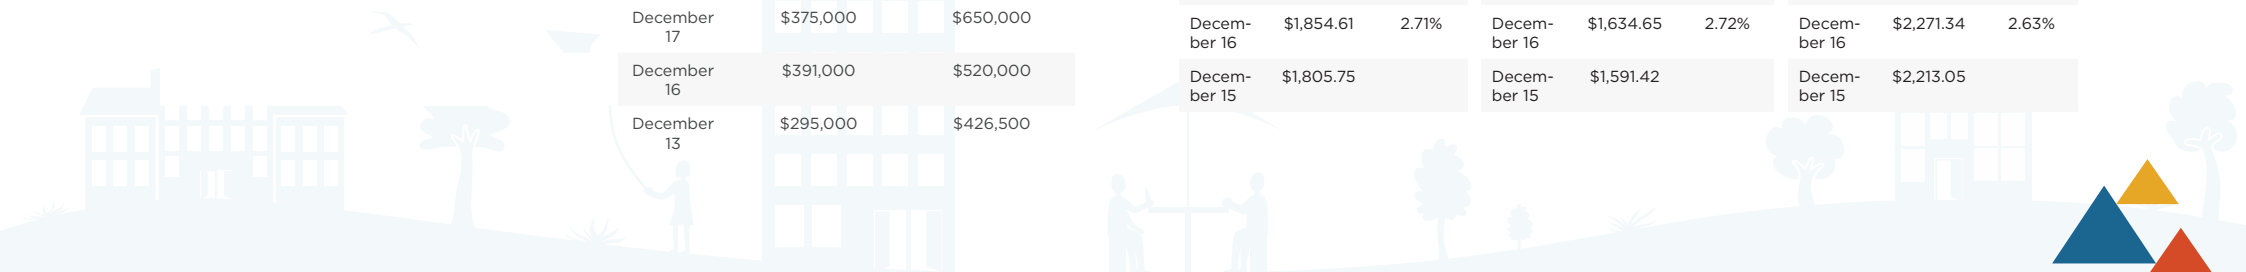 December $375,000 $650,000
17
December $391,000 $520,000
16
December $295,000 $426,500
13
Decem- $1,854.61 2.71%
ber 16
Decem- $1,805.75
ber 15
Decem- $1,634.65 2.72%
ber 16
Decem- $1,591.42
ber 15
Decem- $2,271.34 2.63%
ber 16
Decem- $2,213.05
ber 15